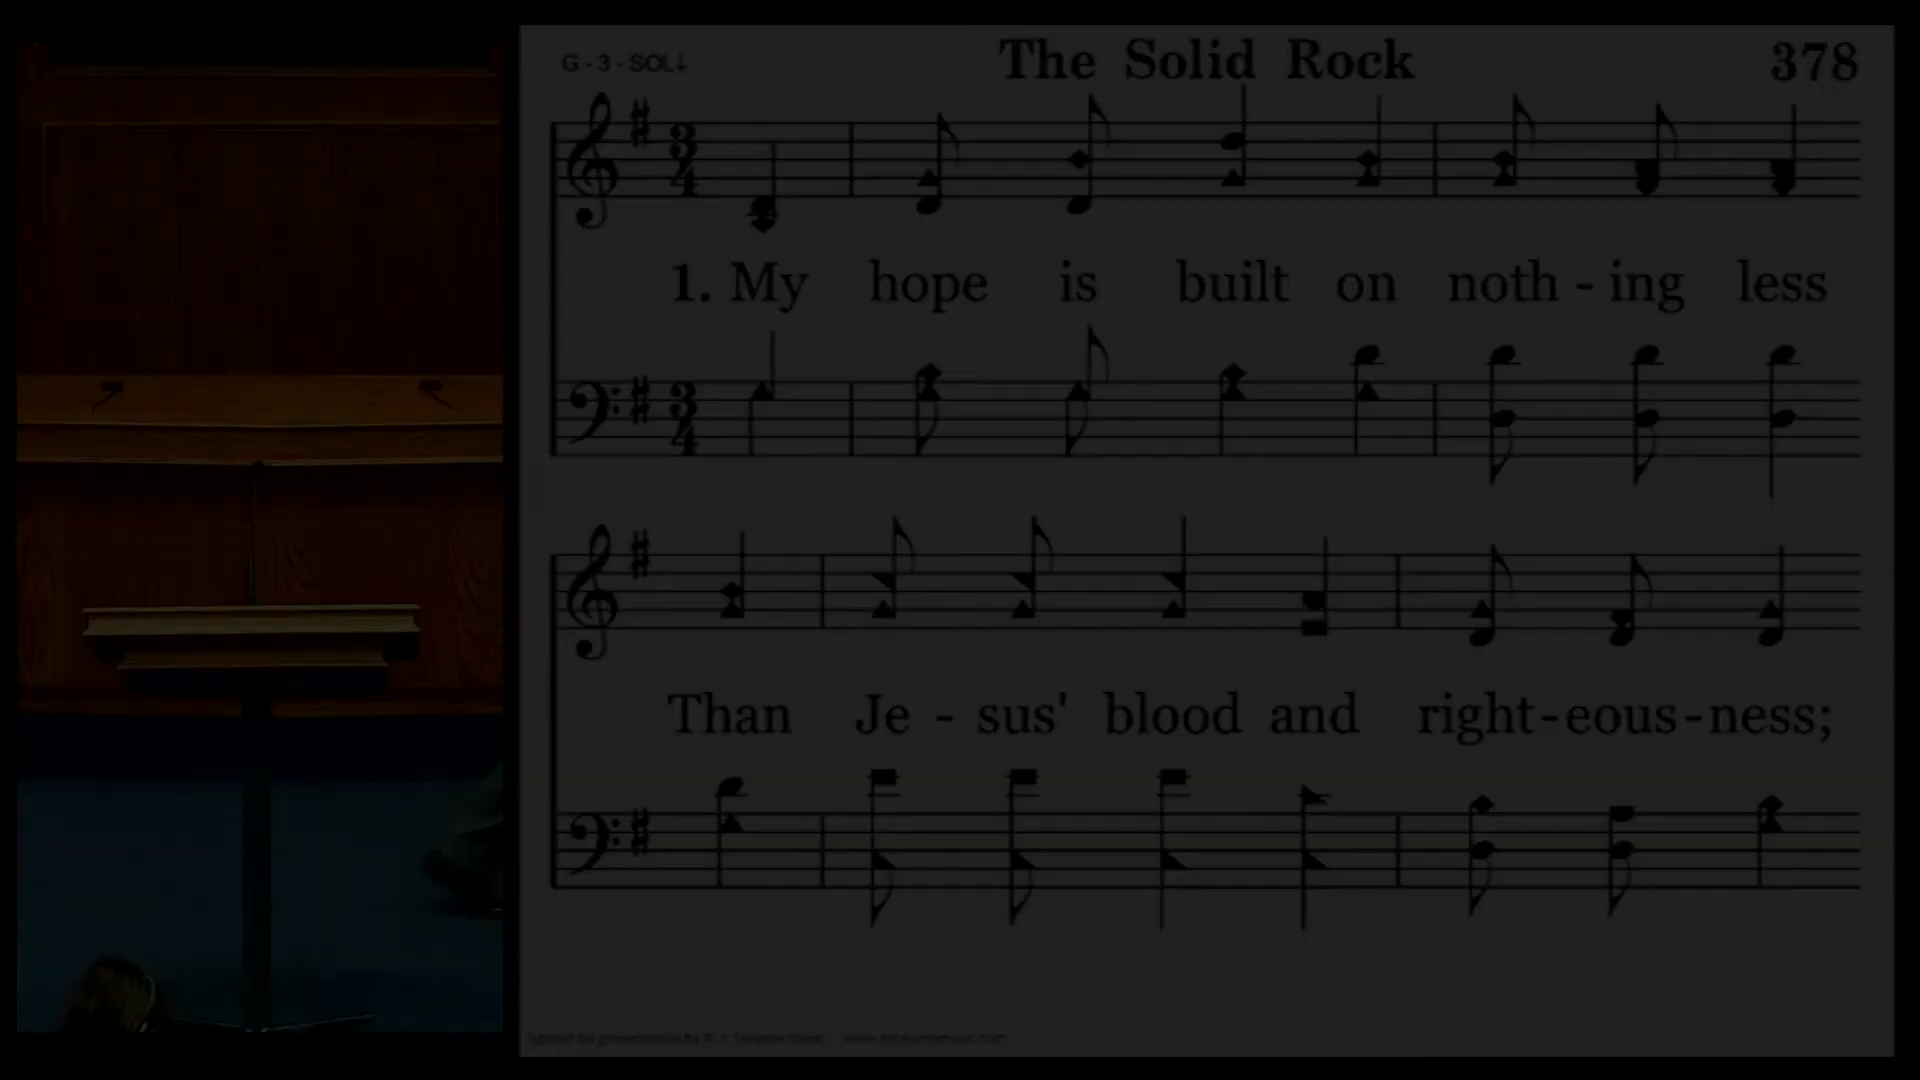 G - 3 - SOL↓
The Solid Rock
378
1. My hope is built on noth - ing less
Than Je - sus' blood and right - eous - ness;